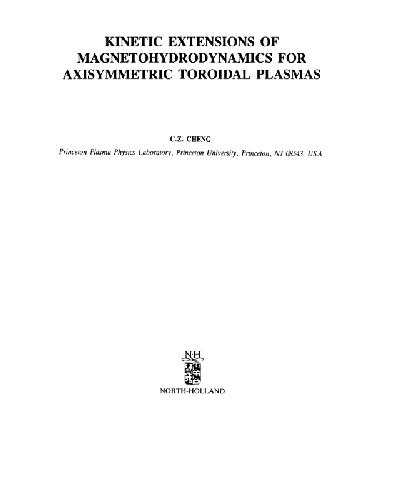 KINETIC EXTENSIONS OF
MAGNETOHYDRODYNAMICS FOR
AXISYMMETRIC TOROIDAL PLASMAS
C.Z. CHENG
Princeton Plasma Physics Laboratory, Princeton University, Princeton, NJ 08543, USA
N·H
NORTH-HOLLAND